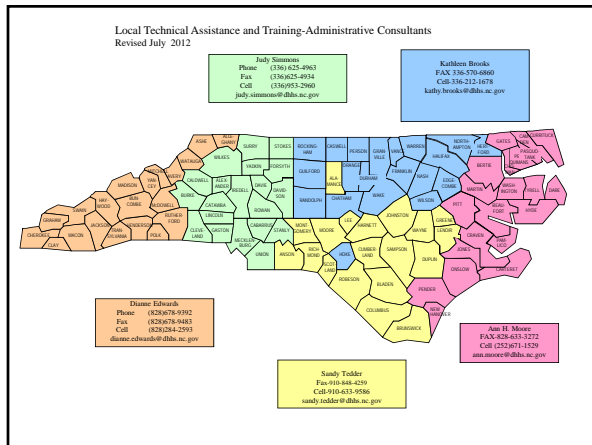 Local Technical Assistance and Training-Administrative Consultants
Revised July 2012
Judy Simmons
Phone (336) 625-4963
Fax (336) 625-4934
Cell (336)953-2960
judy.simmons@dhhs.nc.gov
Kathleen Brooks
FAX 336-570-6860
Cell-336-212-1678
kathy.brooks@dhhs.nc.gov
ASHE
ALLE-
GHANY
SURRY
STOKES
ROCKING-
HAM
CASWELL
PERSON
GRAN-
VILLE
VANCE
WARREN
NORTH-
AMPTON
HERT-
FORD
GATES
CURRITUCK
WATAUGA
WILKES
YADKIN
FORSYTH
GUILFORD
ALA-
MANCE
ORANGE
DURHAM
FRANKLIN
HALIFAX
BERTIE
MITCHELL
AVERY
CALDWELL
ALEX-
ANDER
IREDELL
DAVIE
DAVID-
SON
RANDOLPH
CHATHAM
WAKE
NASH
EDGE-
COMBE
MARTIN
WASH-
INGTON
TYRELL
DARE
MADISON
YAN-
CEY
BURKE
CATAWBA
ROWAN
WILSON
PITT
BEAU-
FORT
HYDE
HAY-
WOOD
BUN-
COMBE
MCDOWELL
LINCOLN
CABARRUS
STANLY
MONT-
GOMERY
MOORE
LEE
HARNETT
JOHNSTON
WAYNE
GREENE
LENOIR
CRAVEN
PAM-
LICO
SWAIN
GRAHAM
JACKSON
HENDERSON
RUTHER-
FORD
CLEVE-
LAND
GASTON
MECKLEN-
BURG
UNION
ANSON
RICH-
MOND
SCOT-
LAND
HOKE
CUMBER-
LAND
SAMPSON
DUPLIN
JONES
CARTERET
CHEROKEE
MACON
CLAY
TRAN-
SYLVANIA
POLK
ROBESON
BLADEN
ONSLOW
PENDER
COLUMBUS
NEW
HANOVER
BRUNSWICK
Dianne Edwards
Phone (828)678-9392
Fax (828)678-9483
Cell (828)284-2593
dianne.edwards@dhhs.nc.gov
Ann H. Moore
FAX-828-633-3272
Cell (252)671-1529
ann.moore@dhhs.nc.gov
Sandy Tedder
Fax-910-848-4259
Cell-910-633-9586
sandy.tedder@dhhs.nc.gov